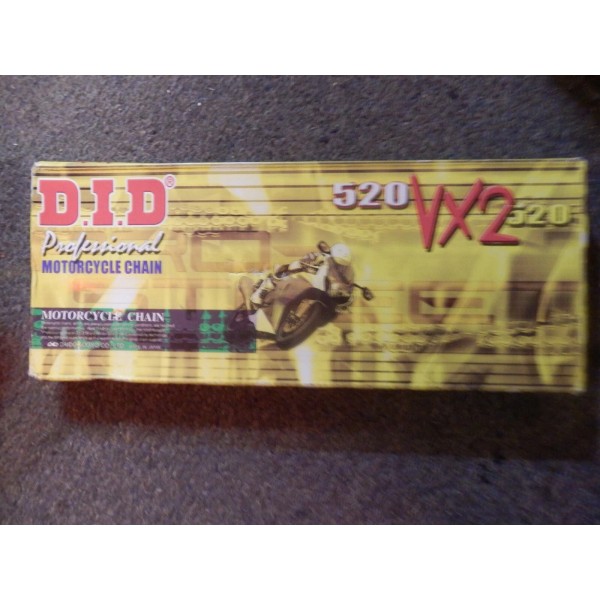 D.I.D®
Professional
MOTORCYCLE CHAIN
520 VX2 520
MOTORCYCLE CHAIN